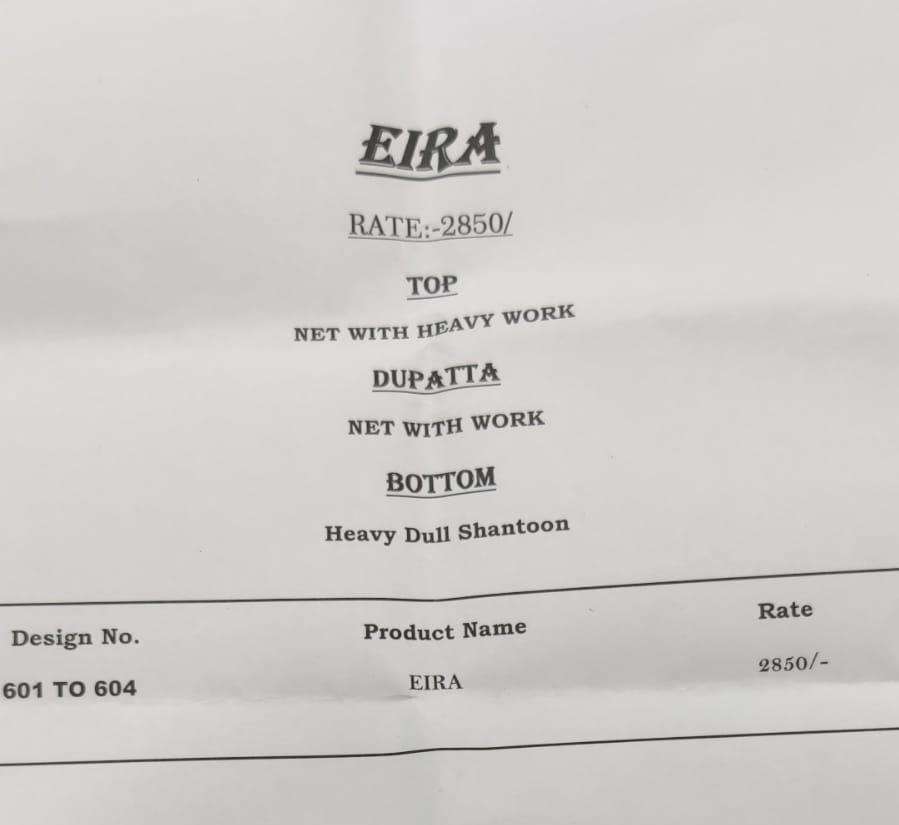 EIRA
RATE:-2850/
TOP
NET WITH HEAVY WORK
DUPATTA
NET WITH WORK
BOTTOM
Heavy Dull Shantoon
Design No. Product Name Rate
601 TO 604 EIRA 2850/-